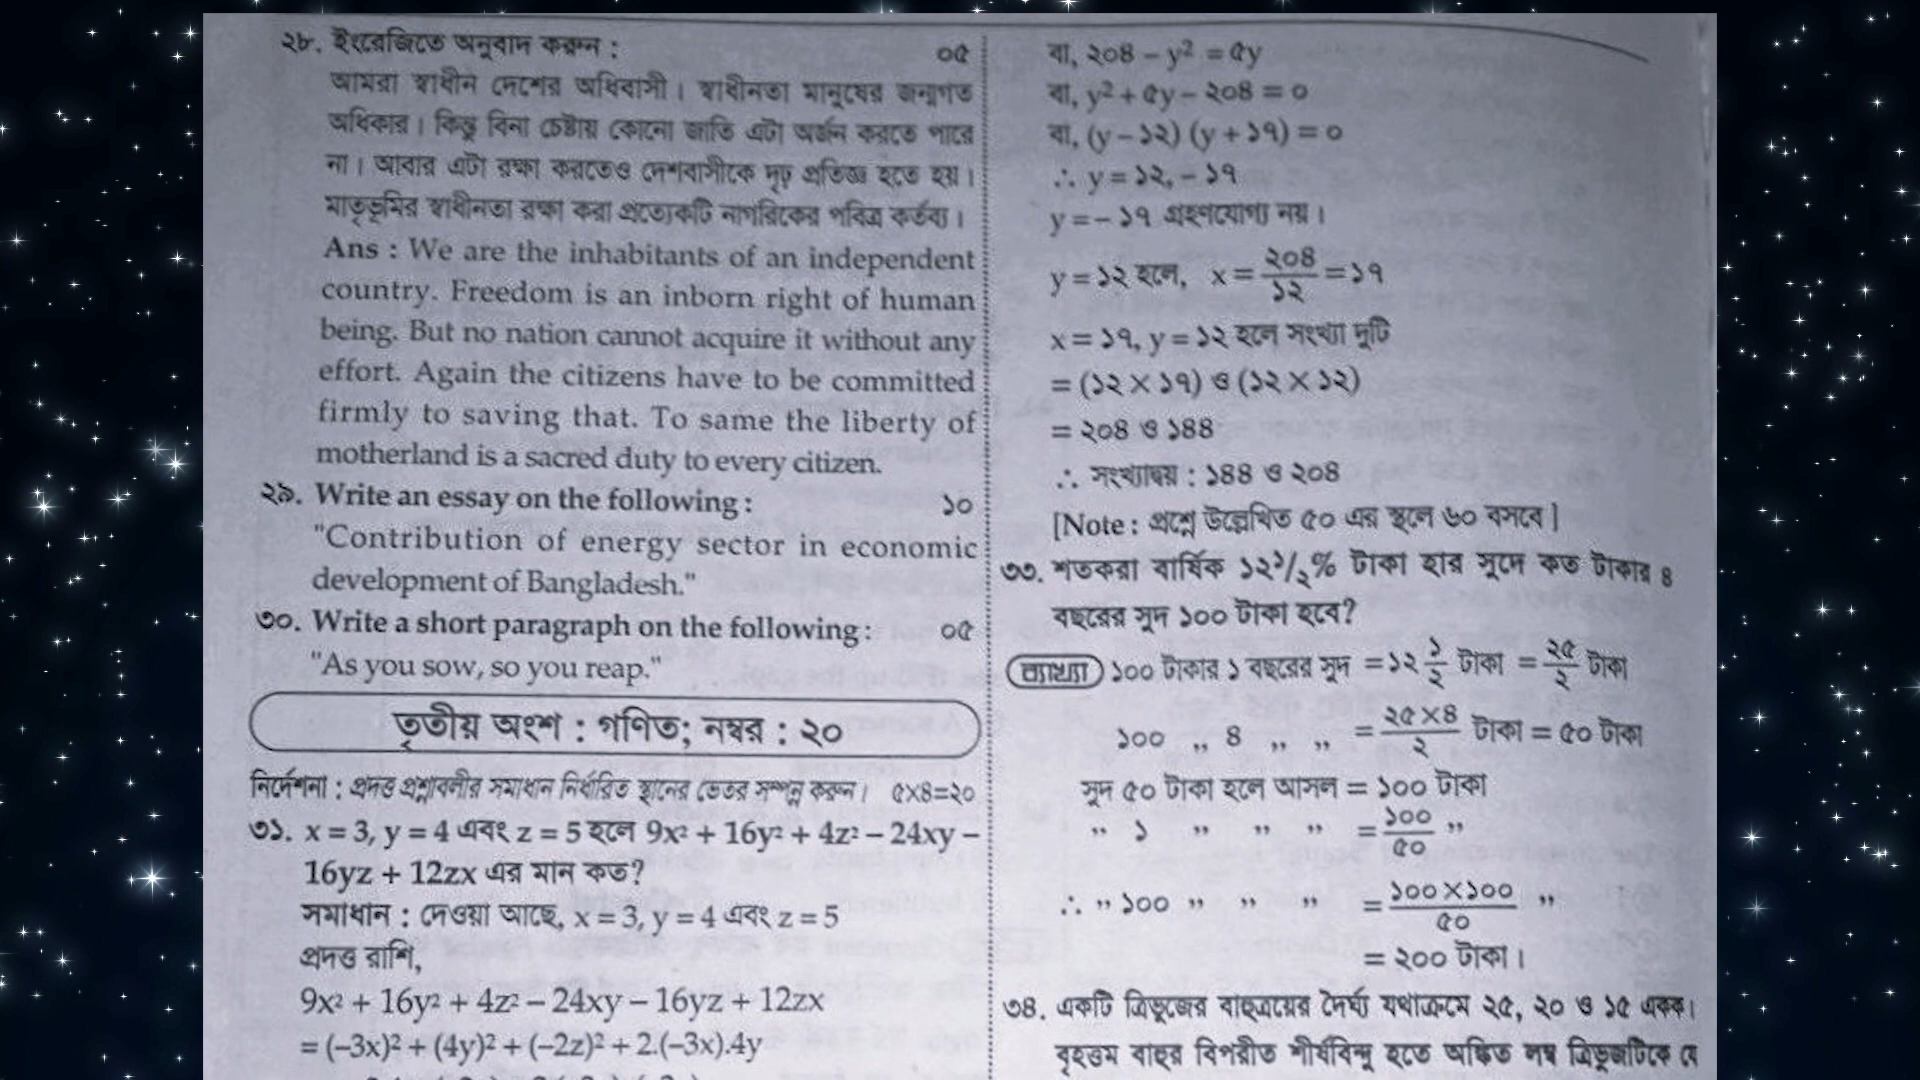 ২৮. ইংরেজিতে অনুবাদ করুন : ০৫
আমরা স্বাধীন দেশের অধিবাসী। স্বাধীনতা মানুষের জন্মগত
অধিকার। কিন্তু বিনা চেষ্টায় কোনো জাতি এটা অর্জন করতে পারে
না। আবার এটা রক্ষা করতেও দেশবাসীকে দৃঢ় প্রতিজ্ঞ হতে হয়।
মাতৃভূমির স্বাধীনতা রক্ষা করা প্রত্যেকটি নাগরিকের পবিত্র কর্তব্য।
Ans : We are the inhabitants of an independent
country. Freedom is an inborn right of human
being. But no nation cannot acquire it without any
effort. Again the citizens have to be committed
firmly to saving that. To same the liberty of
motherland is a sacred duty to every citizen.
২৯. Write an essay on the following : ১০
"Contribution of energy sector in economic
development of Bangladesh."
৩০. Write a short paragraph on the following : ০৫
"As you sow, so you reap."
তৃতীয় অংশ : গণিত; নম্বর : ২০
নির্দেশনা : প্রদত্ত প্রশ্নাবলীর সমাধান নির্ধারিত স্থানের ভেতর সম্পন্ন করুন। ৫×৪=২০
৩১. x = 3, y = 4 এবং z = 5 হলে 9x² + 16y² + 4z² – 24xy –
16yz + 12zx এর মান কত?
সমাধান : দেওয়া আছে, x = 3, y = 4 এবং z = 5
প্রদত্ত রাশি,
9x² + 16y² + 4z² – 24xy – 16yz + 12zx
= (–3x)² + (4y)² + (–2z)² + 2.(–3x).4y
বা, ২০৪ – y² = ৫y
বা, y² + ৫y – ২০৪ = ০
বা, (y – ১২) (y + ১৭) = ০
∴ y = ১২, – ১৭
y = – ১৭ গ্রহণযোগ্য নয়।
y = ১২ হলে, x = ২০৪/১২ = ১৭
x = ১৭, y = ১২ হলে সংখ্যা দুটি
= (১২ × ১৭) ও (১২ × ১২)
= ২০৪ ও ১৪৪
∴ সংখ্যাদ্বয় : ১৪৪ ও ২০৪
[Note : প্রশ্নে উল্লেখিত ৫০ এর স্থলে ৬০ বসবে]
৩৩. শতকরা বার্ষিক ১২১/২% টাকা হার সুদে কত টাকার ৪
বছরের সুদ ১০০ টাকা হবে?
ব্যাখ্যা ১০০ টাকার ১ বছরের সুদ = ১২ ১/২ টাকা = ২৫/২ টাকা
১০০ ,, ৪ ,, ,, = ২৫×৪/২ টাকা = ৫০ টাকা
সুদ ৫০ টাকা হলে আসল = ১০০ টাকা
,, ১ ,, ,, ,, = ১০০/৫০ ,,
∴ ,, ১০০ ,, ,, ,, = ১০০×১০০/৫০ ,,
= ২০০ টাকা।
৩৪. একটি ত্রিভুজের বাহুত্রয়ের দৈর্ঘ্য যথাক্রমে ২৫, ২০ ও ১৫ একক।
বৃহত্তম বাহুর বিপরীত শীর্ষবিন্দু হতে অঙ্কিত লম্ব ত্রিভুজটিকে যে